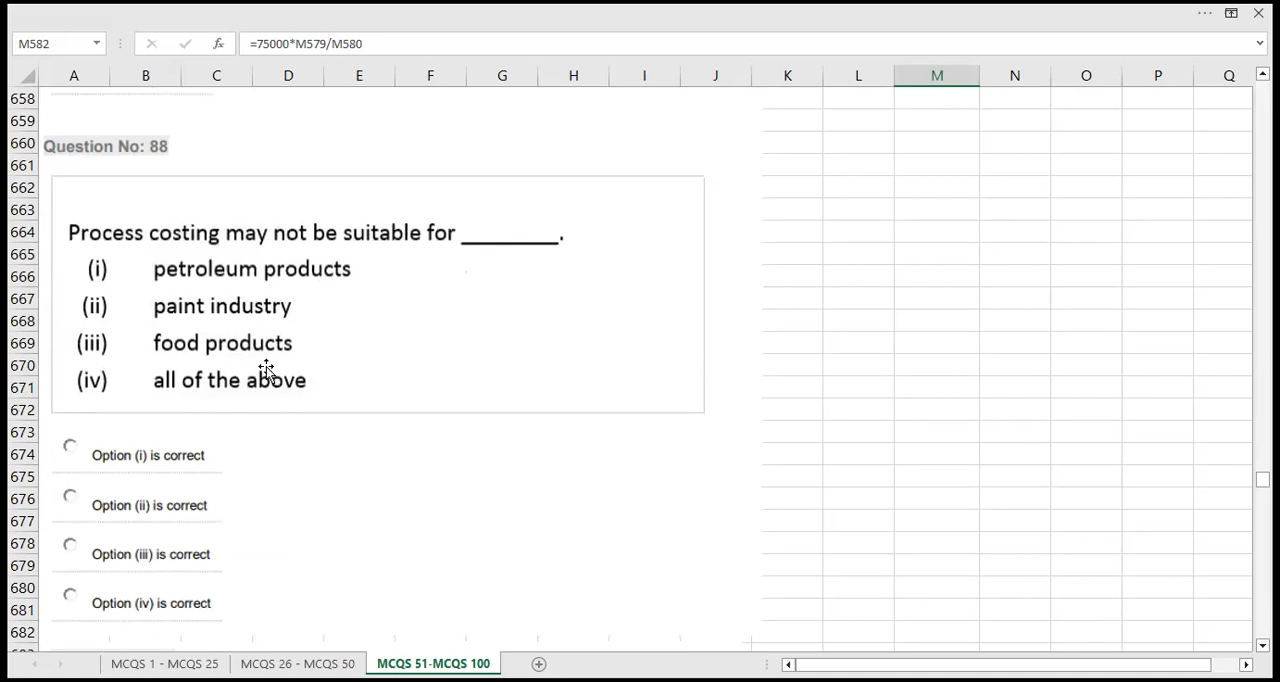 M582
fx
=75000*M579/M580
A B C D E F G H I J K L M N O P Q
658
659
660 Question No: 88
661
662
663
664 Process costing may not be suitable for ________.
665
666 (i) petroleum products
667 (ii) paint industry
668
669 (iii) food products
670
671 (iv) all of the above
672
673
674 Option (i) is correct
675
676 Option (ii) is correct
677
678 Option (iii) is correct
679
680
681 Option (iv) is correct
682
MCQS 1 - MCQS 25 MCQS 26 - MCQS 50 MCQS 51-MCQS 100